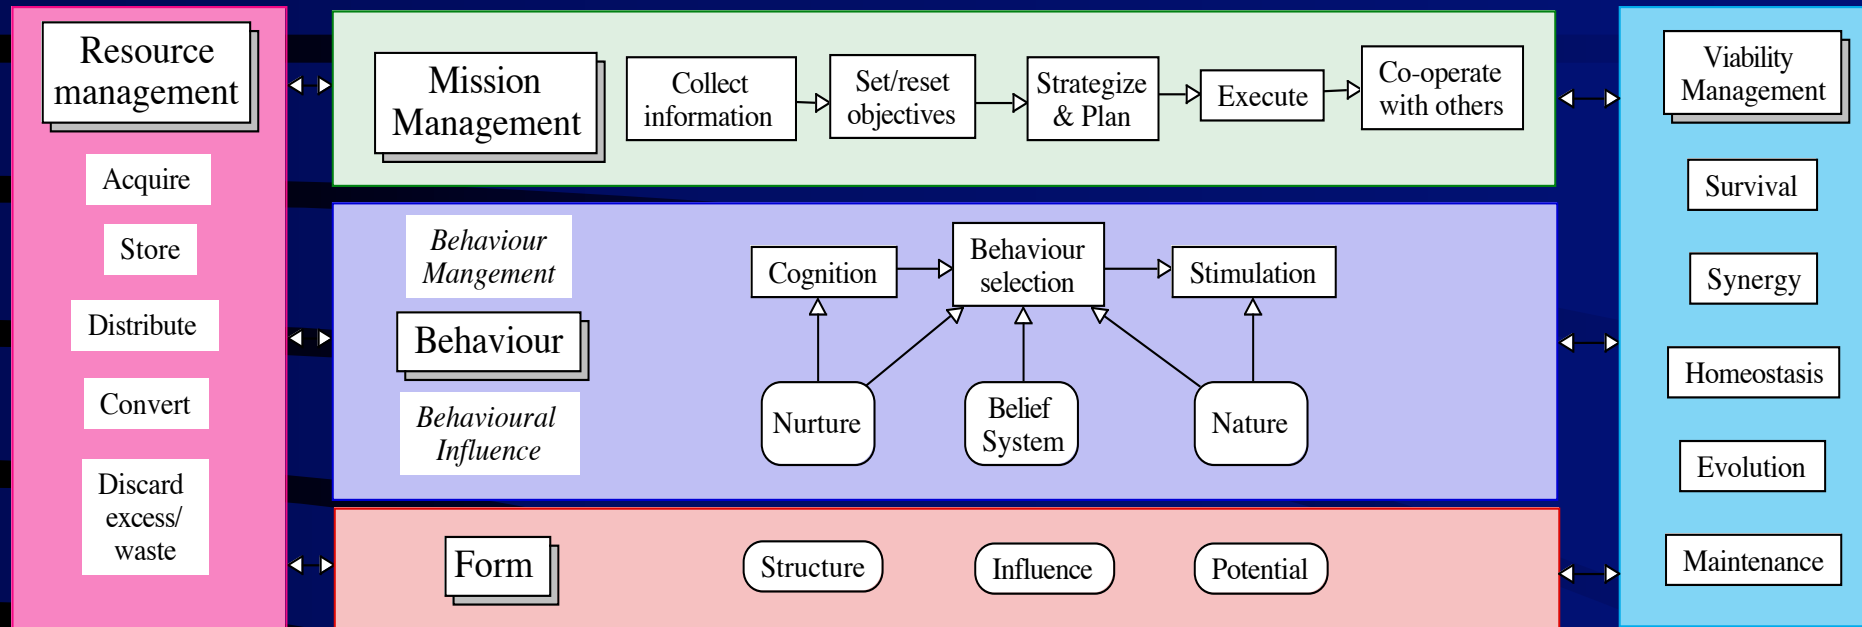 Resource
management
Acquire
Store
Distribute
Convert
Discard
excess/
waste
Mission
Management
Collect
information
Set/reset
objectives
Strategize
& Plan
Execute
Co-operate
with others
Behaviour
Mangement
Behaviour
Behavioural
Influence
Cognition
Behaviour
selection
Stimulation
Nurture
Belief
System
Nature
Form
Structure
Influence
Potential
Viability
Management
Survival
Synergy
Homeostasis
Evolution
Maintenance